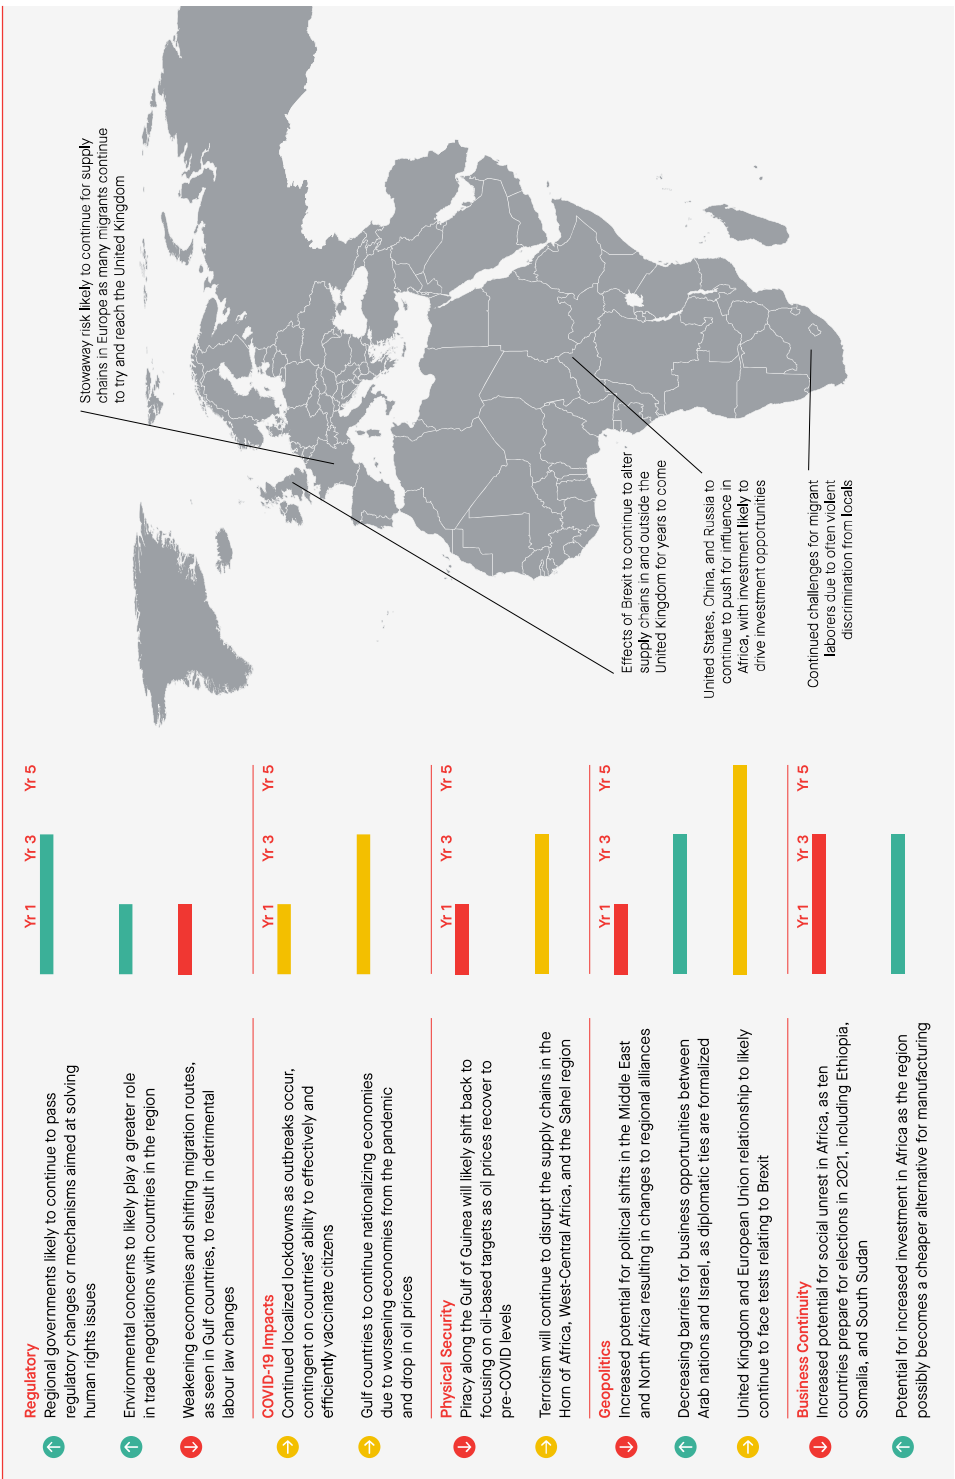 Regulatory
Yr 1 Yr 3 Yr 5
Regional governments likely to continue to pass
regulatory changes or mechanisms aimed at solving
human rights issues
Environmental concerns to likely play a greater role
in trade negotiations with countries in the region
Weakening economies and shifting migration routes,
as seen in Gulf countries, to result in detrimental
labour law changes
COVID-19 Impacts
Yr 1 Yr 3 Yr 5
Continued localized lockdowns as outbreaks occur,
contingent on countries' ability to effectively and
efficiently vaccinate citizens
Gulf countries to continue nationalizing economies
due to worsening economies from the pandemic
and drop in oil prices
Physical Security
Yr 1 Yr 3 Yr 5
Piracy along the Gulf of Guinea will likely shift back to
focusing on oil-based targets as oil prices recover to
pre-COVID levels
Terrorism will continue to disrupt the supply chains in the
Horn of Africa, West-Central Africa, and the Sahel region
Geopolitics
Yr 1 Yr 3 Yr 5
Increased potential for political shifts in the Middle East
and North Africa resulting in changes to regional alliances
Decreasing barriers for business opportunities between
Arab nations and Israel, as diplomatic ties are formalized
United Kingdom and European Union relationship to likely
continue to face tests relating to Brexit
Business Continuity
Yr 1 Yr 3 Yr 5
Increased potential for social unrest in Africa, as ten
countries prepare for elections in 2021, including Ethiopia,
Somalia, and South Sudan
Potential for increased investment in Africa as the region
possibly becomes a cheaper alternative for manufacturing
Stowaway risk likely to continue for supply
chains in Europe as many migrants continue
to try and reach the United Kingdom
Effects of Brexit to continue to alter
supply chains in and outside the
United Kingdom for years to come
United States, China, and Russia to
continue to push for influence in
Africa, with investment likely to
drive investment opportunities
Continued challenges for migrant
laborers due to often violent
discrimination from locals